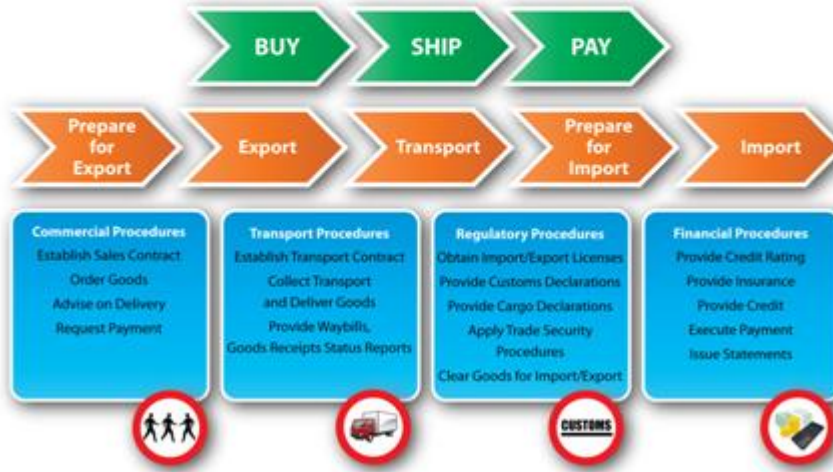 BUY
SHIP
PAY
Prepare
for
Export
Export
Transport
Prepare
for
Import
Import
Commercial Procedures
Establish Sales Contract
Order Goods
Advise on Delivery
Request Payment
Transport Procedures
Establish Transport Contract
Collect Transport
and Deliver Goods
Provide Waybills,
Goods Receipts Status Reports
Regulatory Procedures
Obtain Import/Export Licenses
Provide Customs Declarations
Provide Cargo Declarations
Apply Trade Security
Procedures
Clear Goods for Import/Export
Financial Procedures
Provide Credit Rating
Provide Insurance
Provide Credit
Execute Payment
Issue Statements
CUSTOMS